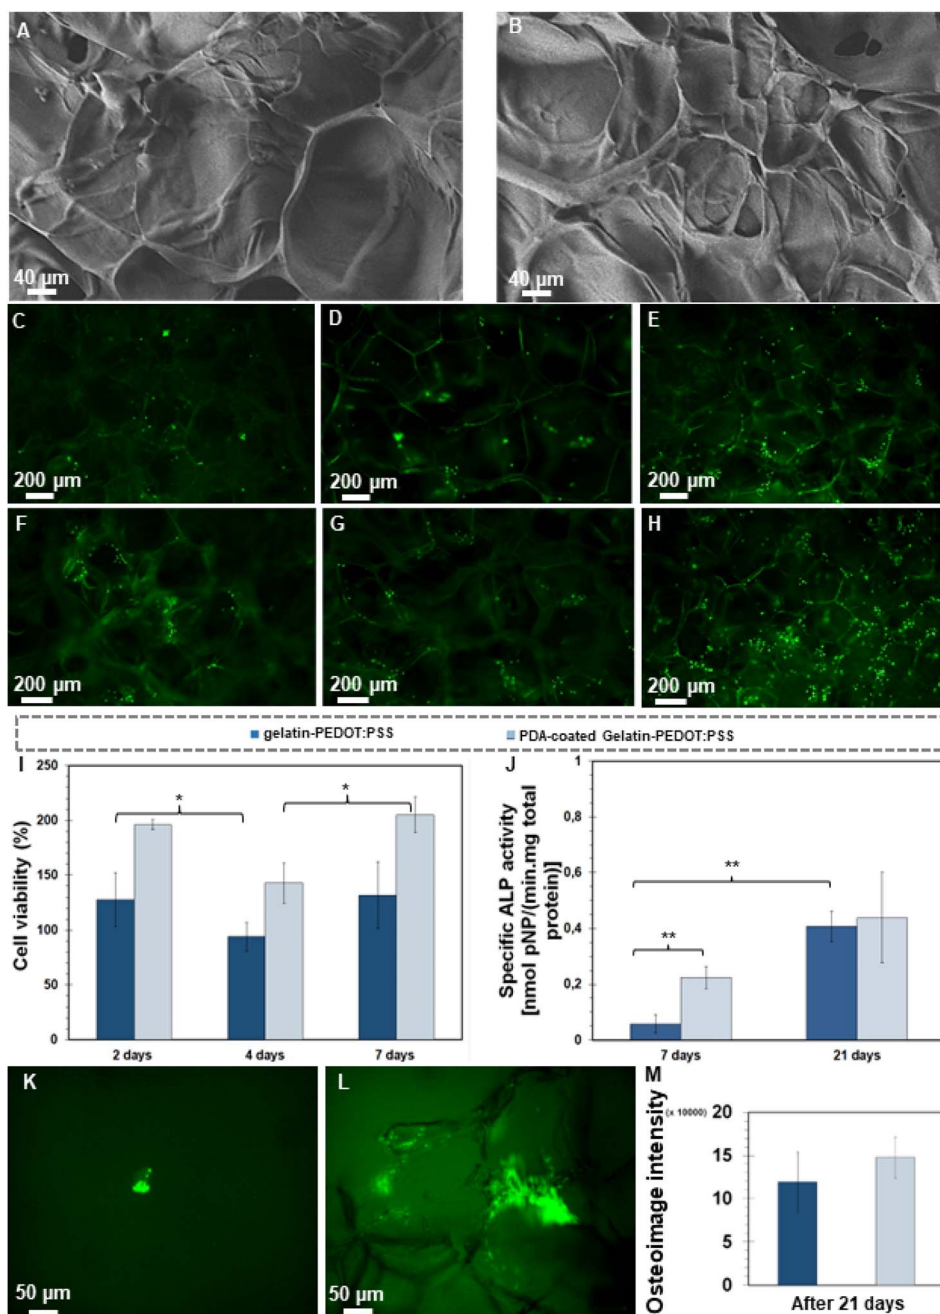 A
B
40 µm
40 µm
C
D
E
200 µm
200 µm
200 µm
F
G
H
200 µm
200 µm
200 µm
gelatin-PEDOT:PSS
PDA-coated Gelatin-PEDOT:PSS
I
Cell viability (%)
250
200
150
100
50
0
*
*
2 days
4 days
7 days
J
Specific ALP activity
[nmol pNP/(min.mg total
protein)]
1
0,8
0,6
0,4
0,2
0
**
**
7 days
21 days
K
L
50 µm
50 µm
M
Osteoimage intensity
(x 10000)
20
15
10
5
0
After 21 days